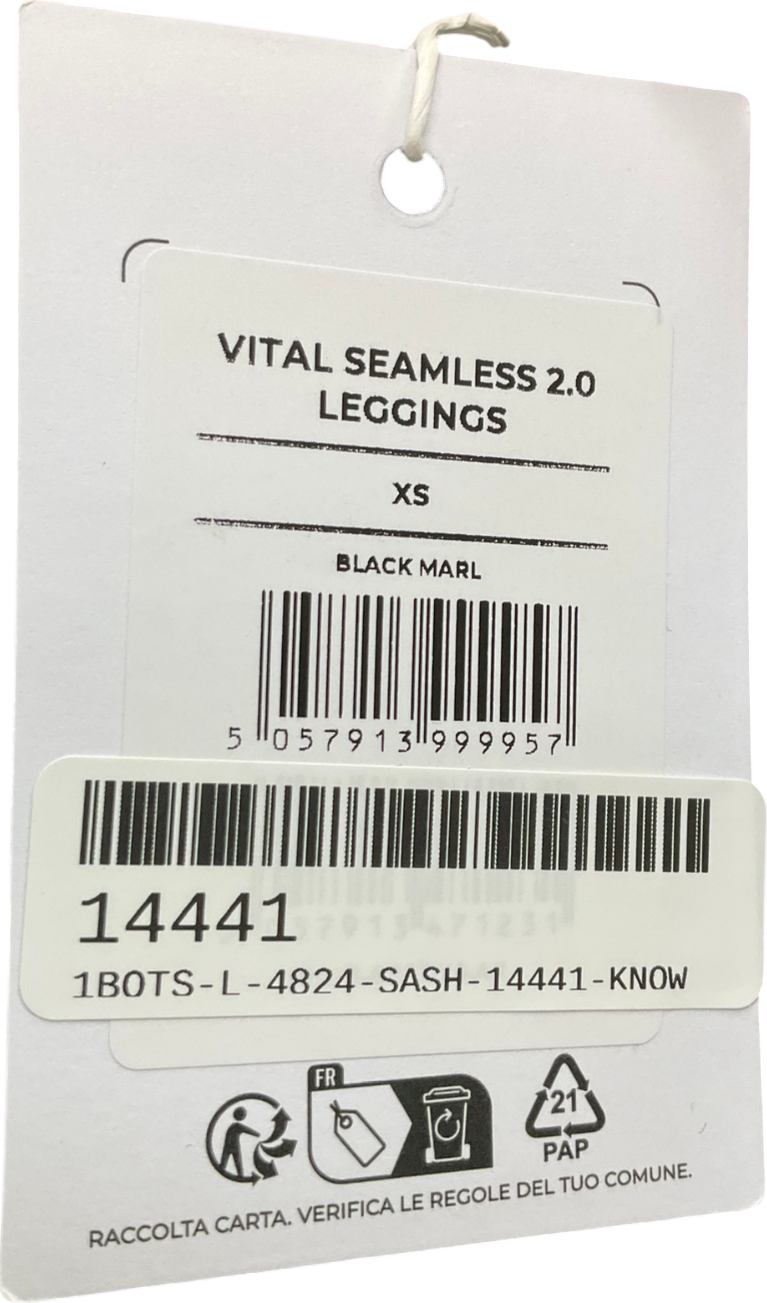 VITAL SEAMLESS 2.0
LEGGINGS
XS
BLACK MARL
5 057913 999957
14441
1BOTS-L-4824-SASH-14441-KNOW
FR
21
PAP
RACCOLTA CARTA. VERIFICA LE REGOLE DEL TUO COMUNE.